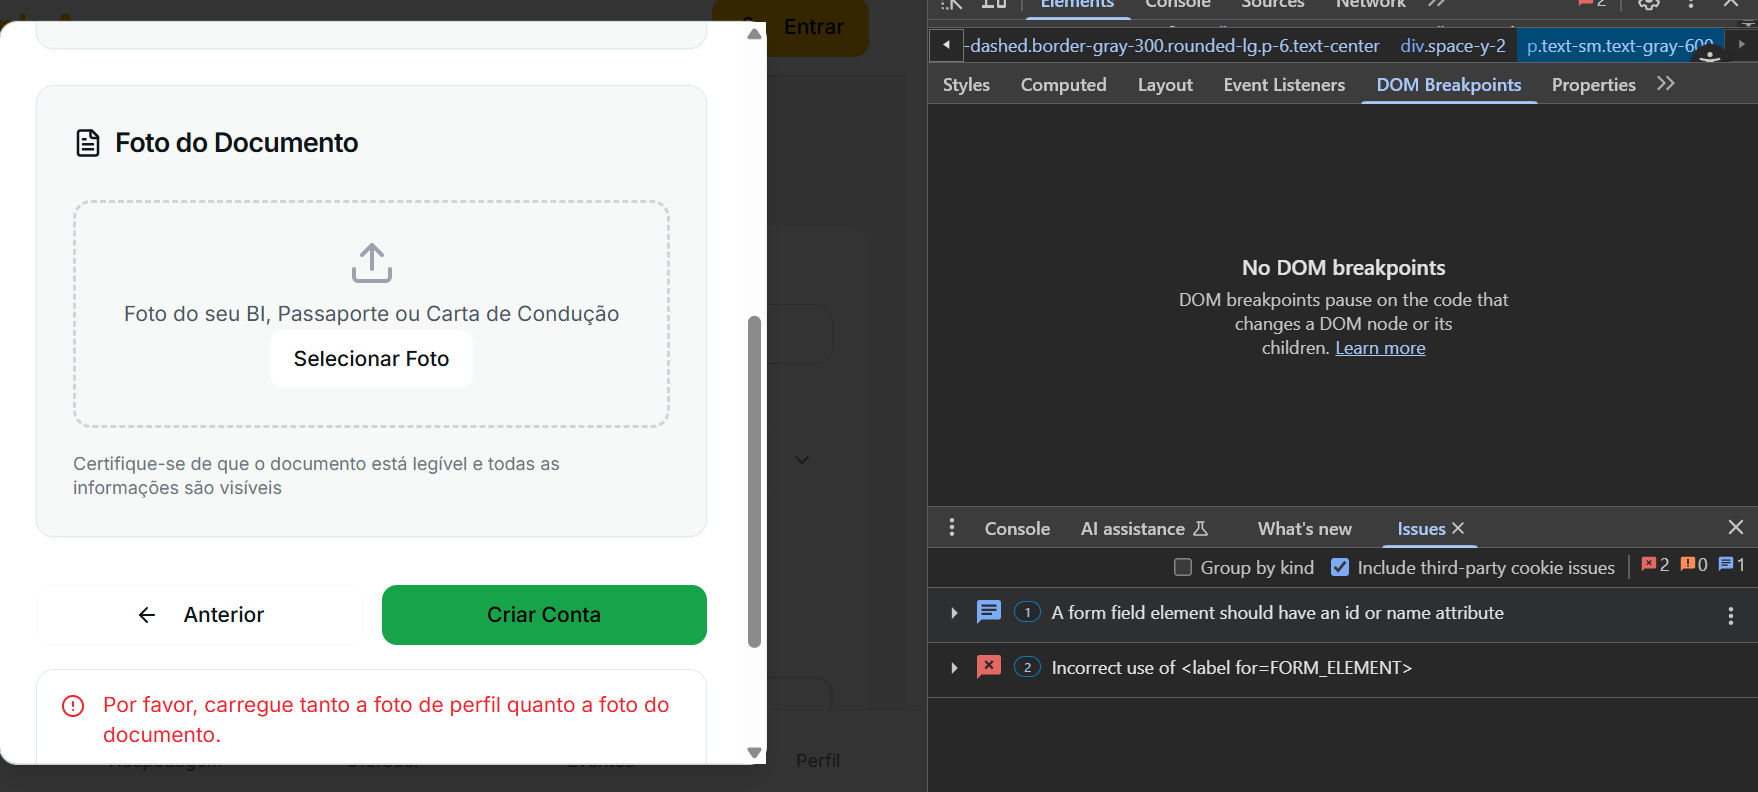 Entrar
Foto do Documento
Foto do seu BI, Passaporte ou Carta de Condução
Selecionar Foto
Certifique-se de que o documento está legível e todas as
informações são visíveis
Anterior
Criar Conta
Por favor, carregue tanto a foto de perfil quanto a foto do
documento.
Perfil
Elements Console Sources Network 2
-dashed.border-gray-300.rounded-lg.p-6.text-center div.space-y-2 p.text-sm.text-gray-600
Styles Computed Layout Event Listeners DOM Breakpoints Properties
No DOM breakpoints
DOM breakpoints pause on the code that
changes a DOM node or its
children. Learn more
Console AI assistance What's new Issues
Group by kind Include third-party cookie issues 2 0 1
1 A form field element should have an id or name attribute
2 Incorrect use of <label for=FORM_ELEMENT>